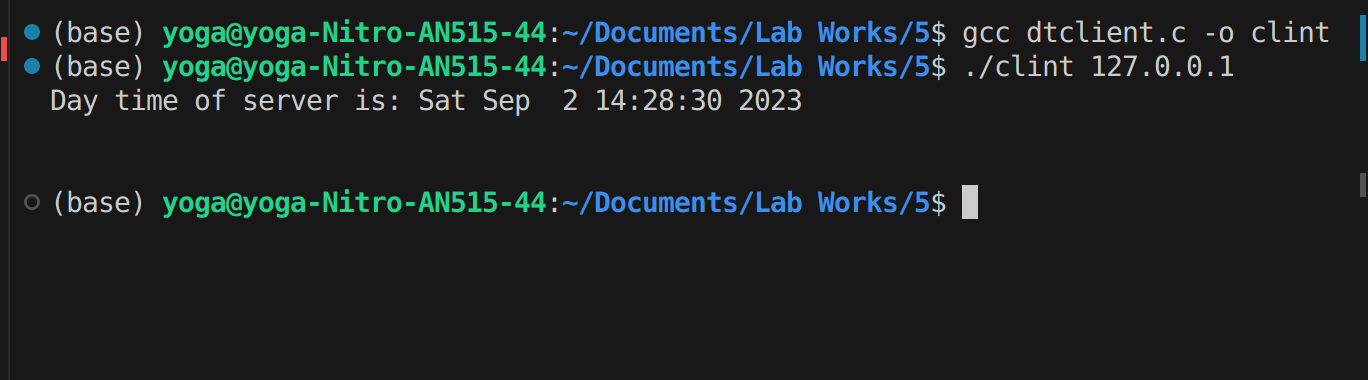 (base) yoga@yoga-Nitro-AN515-44:~/Documents/Lab Works/5$ gcc dtclient.c -o clint
(base) yoga@yoga-Nitro-AN515-44:~/Documents/Lab Works/5$ ./clint 127.0.0.1
Day time of server is: Sat Sep  2 14:28:30 2023
(base) yoga@yoga-Nitro-AN515-44:~/Documents/Lab Works/5$